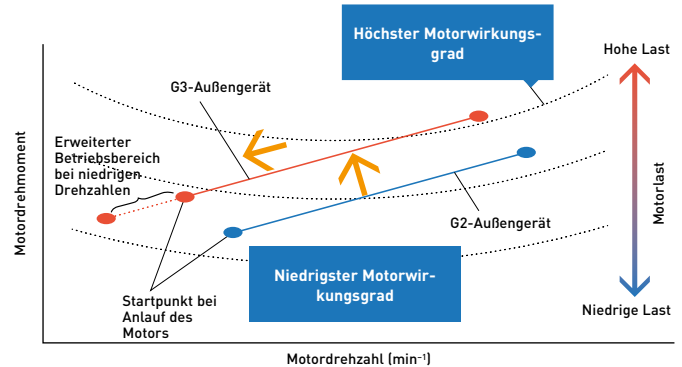 Höchster Motorwirkungs-
grad
Hohe Last
G3-Außengerät
Erweiterter
Betriebsbereich
bei niedrigen
Drehzahlen
Motordrehmoment
Motorlast
G2-Außengerät
Niedrigster Motorwir-
kungsgrad
Startpunkt bei
Anlauf des
Motors
Niedrige Last
Motordrehzahl (min⁻¹)